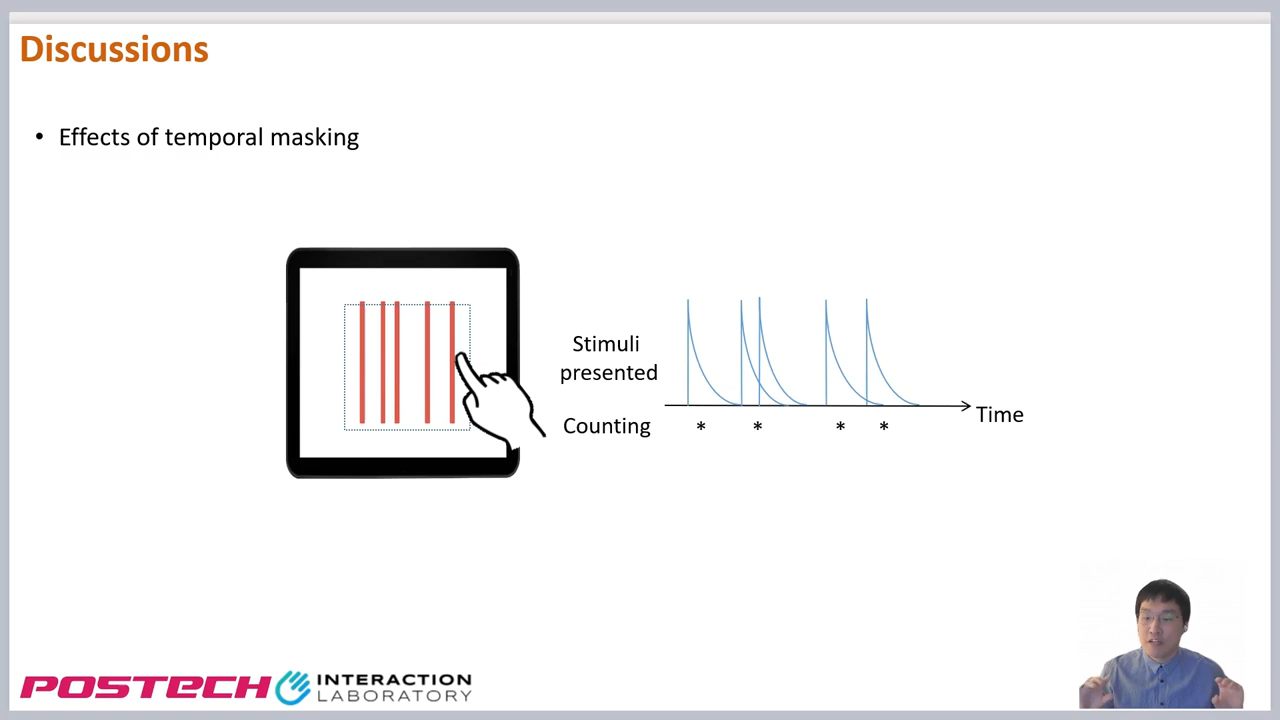 Discussions
• Effects of temporal masking
Stimuli
presented
Counting
* * * *
Time
POSTECH
INTERACTION
LABORATORY